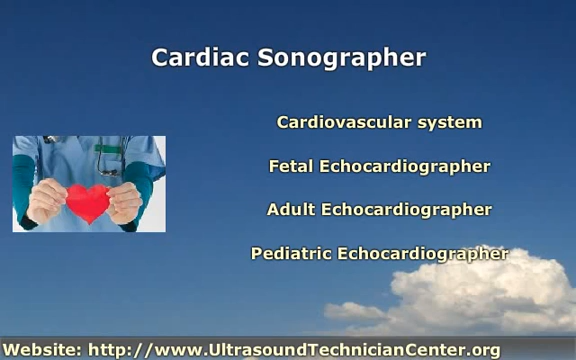 Cardiac Sonographer
Cardiovascular system
Fetal Echocardiographer
Adult Echocardiographer
Pediatric Echocardiographer
Website: http://www.UltrasoundTechnicianCenter.org